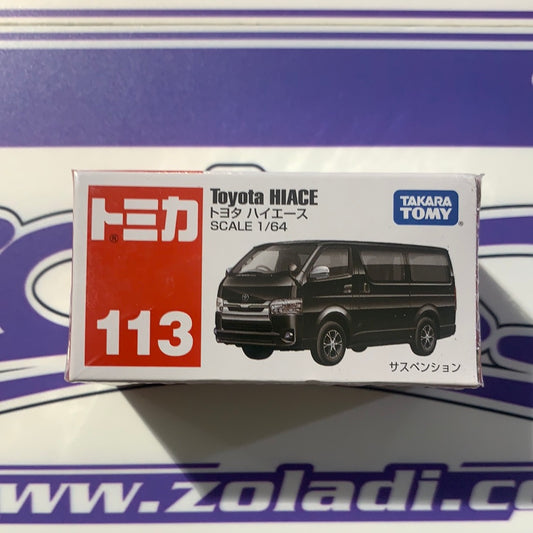 トミカ®
113
Toyota HIACE
トヨタ ハイエース
SCALE 1/64
TAKARA
TOMY®
サスペンション
www.zoladi.co